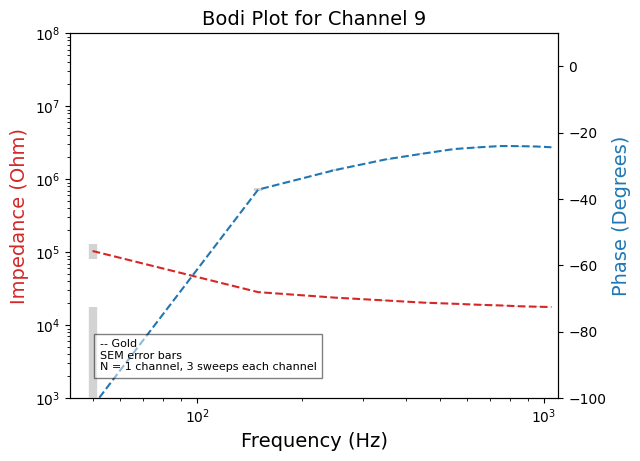 Bodi Plot for Channel 9
10^8
10^7
10^6
10^5
10^4
10^3
Impedance (Ohm)
0
−20
−40
−60
−80
−100
Phase (Degrees)
-- Gold
SEM error bars
N = 1 channel, 3 sweeps each channel
10^2
10^3
Frequency (Hz)